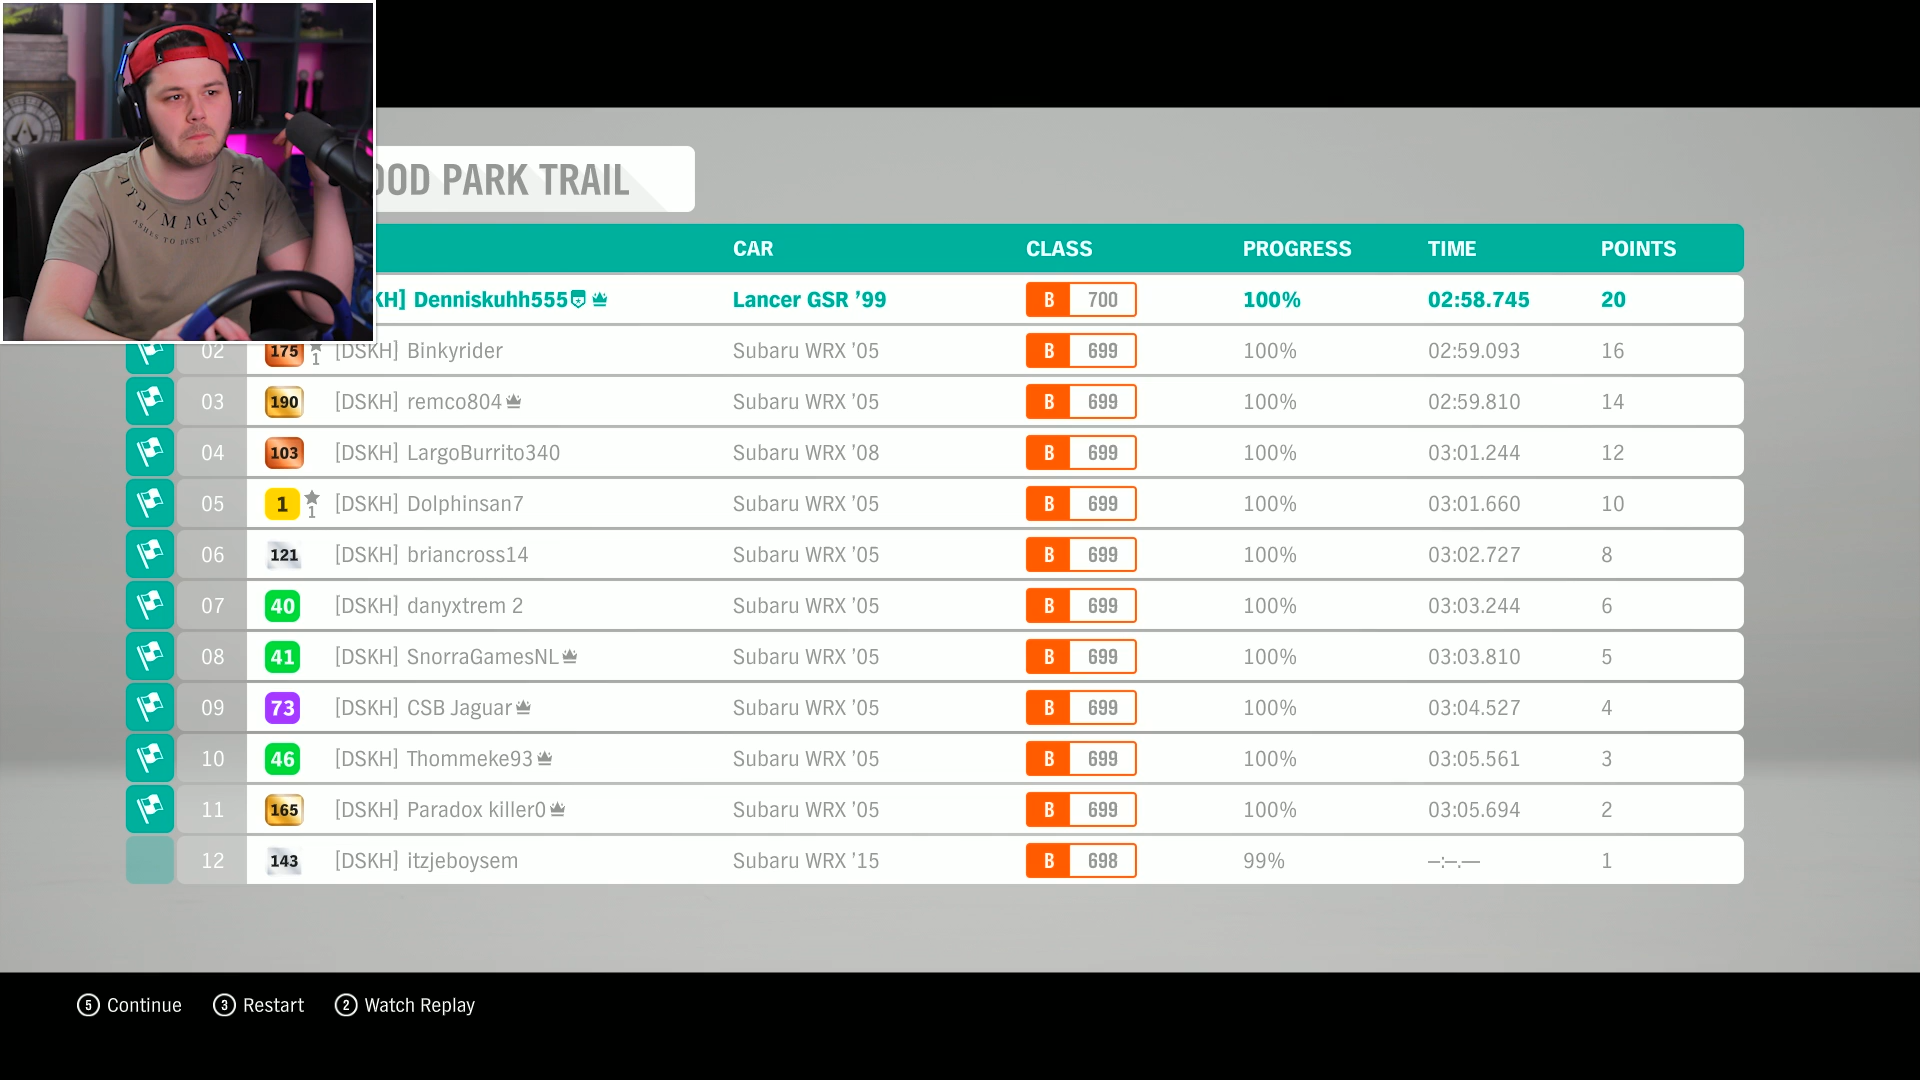 ATD/MAGICIAN
OOD PARK TRAIL
CAR CLASS PROGRESS TIME POINTS
KH] Denniskuhh555 Lancer GSR ’99 B 700 100% 02:58.745 20
02 175 1 [DSKH] Binkyrider Subaru WRX ’05 B 699 100% 02:59.093 16
03 190 [DSKH] remco804 Subaru WRX ’05 B 699 100% 02:59.810 14
04 103 [DSKH] LargoBurrito340 Subaru WRX ’08 B 699 100% 03:01.244 12
05 1 1 [DSKH] Dolphinsan7 Subaru WRX ’05 B 699 100% 03:01.660 10
06 121 [DSKH] briancross14 Subaru WRX ’05 B 699 100% 03:02.727 8
07 40 [DSKH] danyxtrem 2 Subaru WRX ’05 B 699 100% 03:03.244 6
08 41 [DSKH] SnorraGamesNL Subaru WRX ’05 B 699 100% 03:03.810 5
09 73 [DSKH] CSB Jaguar Subaru WRX ’05 B 699 100% 03:04.527 4
10 46 [DSKH] Thommeke93 Subaru WRX ’05 B 699 100% 03:05.561 3
11 165 [DSKH] Paradox killer0 Subaru WRX ’05 B 699 100% 03:05.694 2
12 143 [DSKH] itzjeboysem Subaru WRX ’15 B 698 99% –:–.— 1
5 Continue 3 Restart 2 Watch Replay